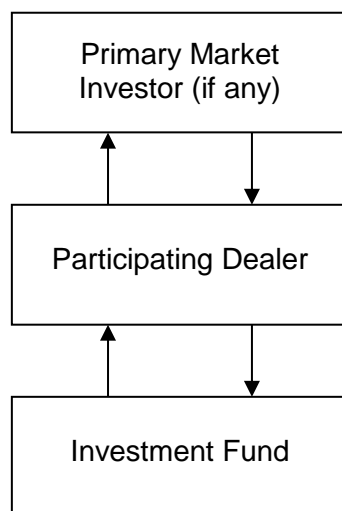 Primary Market
Investor (if any)
Participating Dealer
Investment Fund